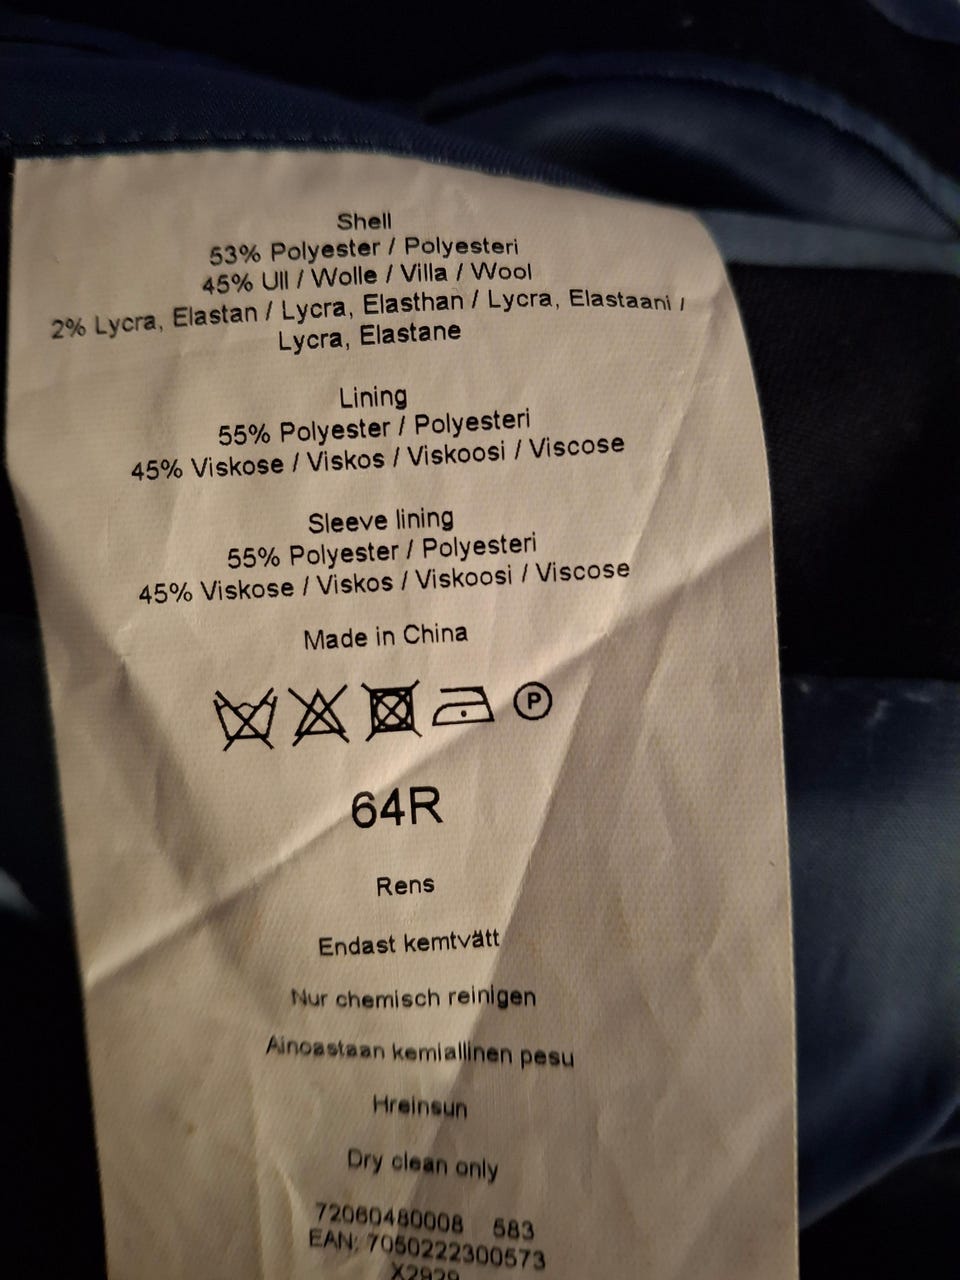 Shell
53% Polyester / Polyesteri
45% Ull / Wolle / Villa / Wool
2% Lycra, Elastan / Lycra, Elasthan / Lycra, Elastaani /
Lycra, Elastane
Lining
55% Polyester / Polyesteri
45% Viskose / Viskos / Viskoosi / Viscose
Sleeve lining
55% Polyester / Polyesteri
45% Viskose / Viskos / Viskoosi / Viscose
Made in China
P
64R
Rens
Endast kemtvätt
Nur chemisch reinigen
Ainoastaan kemiallinen pesu
Hreinsun
Dry clean only
72060480008 583
EAN: 7050222300573
X2929